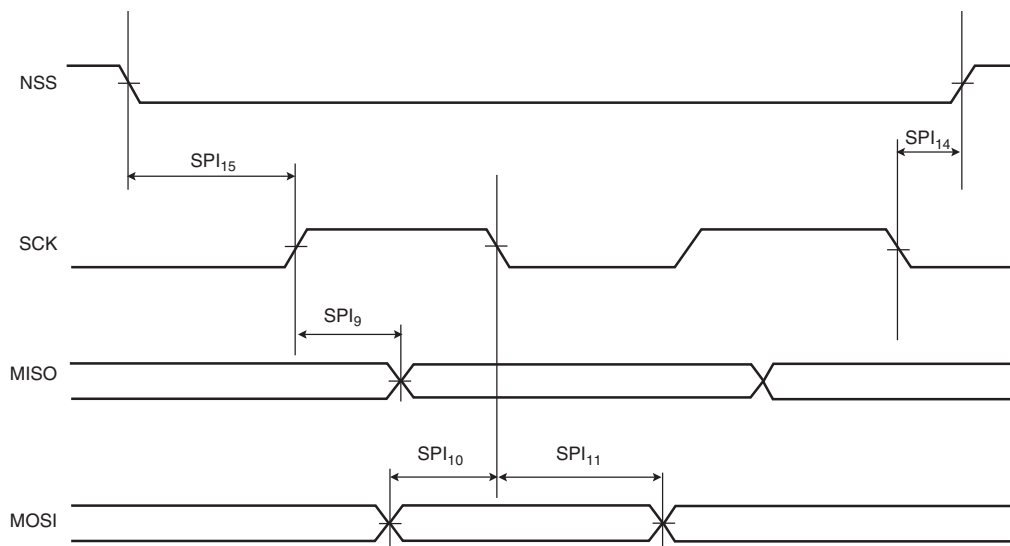 NSS
SPI₁₅
SPI₁₄
SCK
SPI₉
MISO
SPI₁₀
SPI₁₁
MOSI